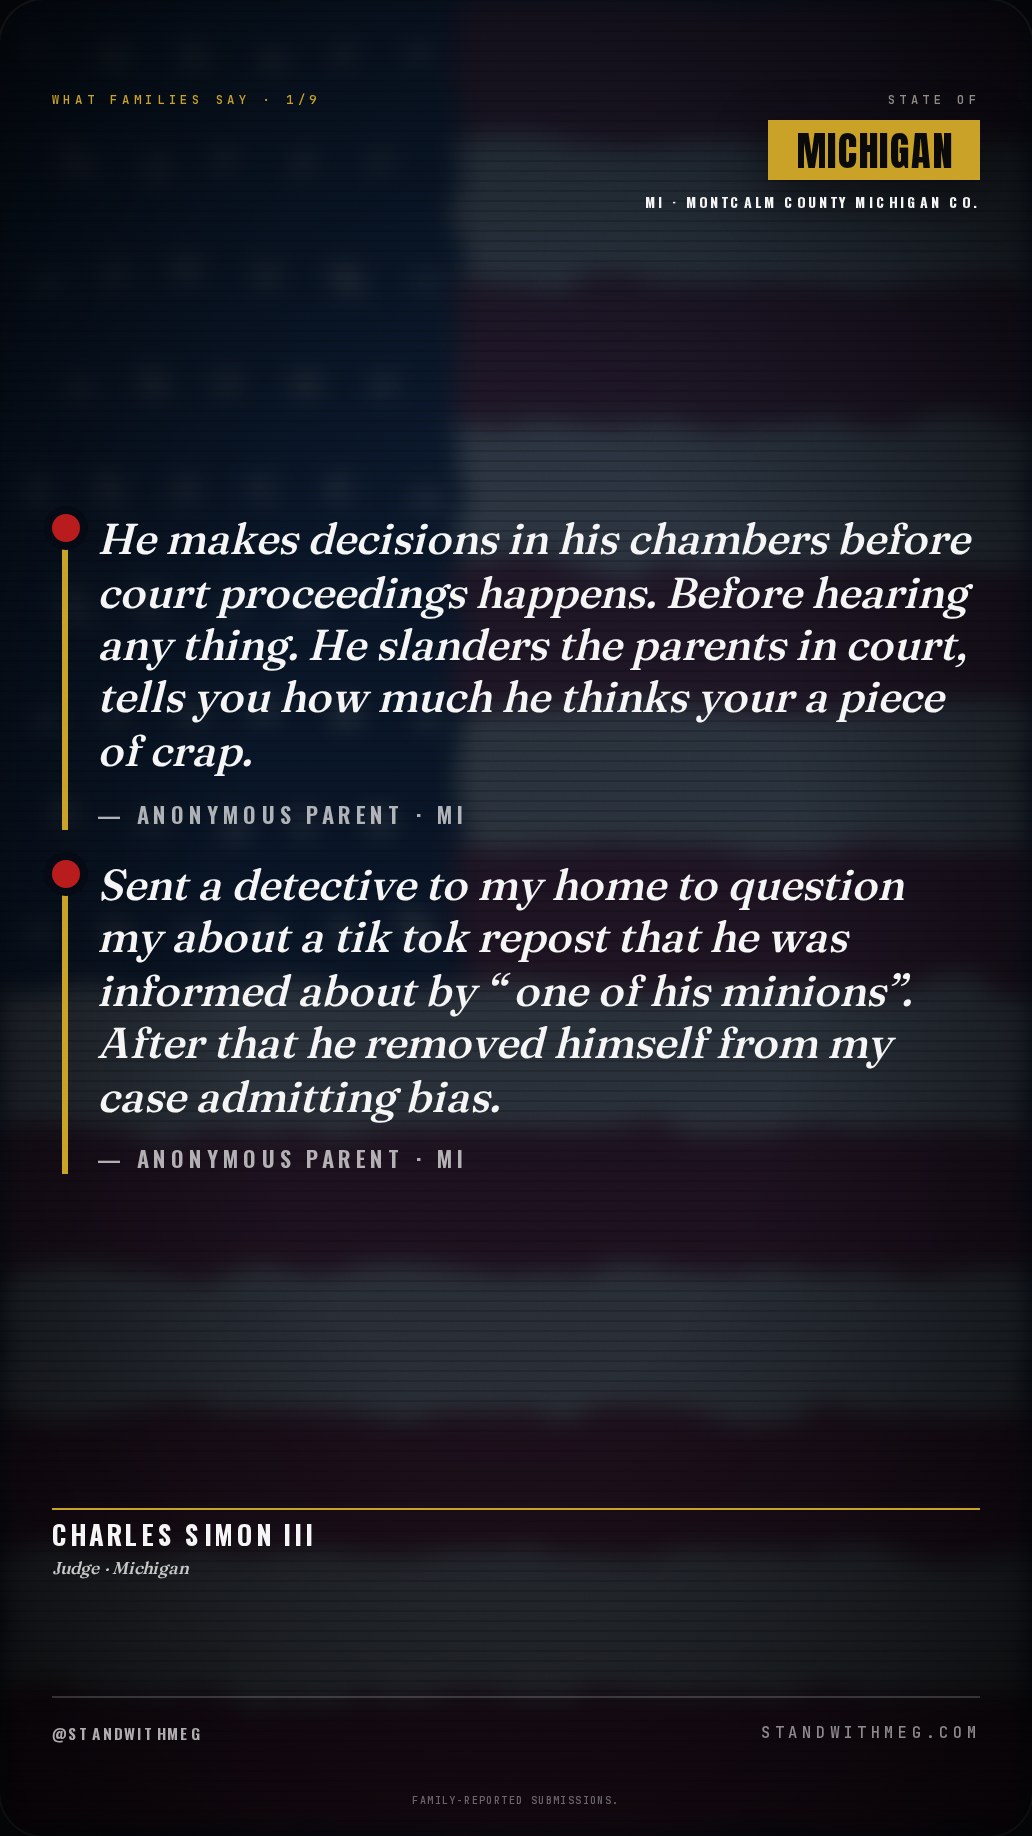 WHAT FAMILIES SAY · 1/9
STATE OF
MICHIGAN
MI · MONTCALM COUNTY MICHIGAN CO.
He makes decisions in his chambers before
court proceedings happens. Before hearing
any thing. He slanders the parents in court,
tells you how much he thinks your a piece
of crap.
— ANONYMOUS PARENT · MI
Sent a detective to my home to question
my about a tik tok repost that he was
informed about by “ one of his minions”.
After that he removed himself from my
case admitting bias.
— ANONYMOUS PARENT · MI
CHARLES SIMON III
Judge · Michigan
@STANDWITHMEG
STANDWITHMEG.COM
FAMILY-REPORTED SUBMISSIONS.